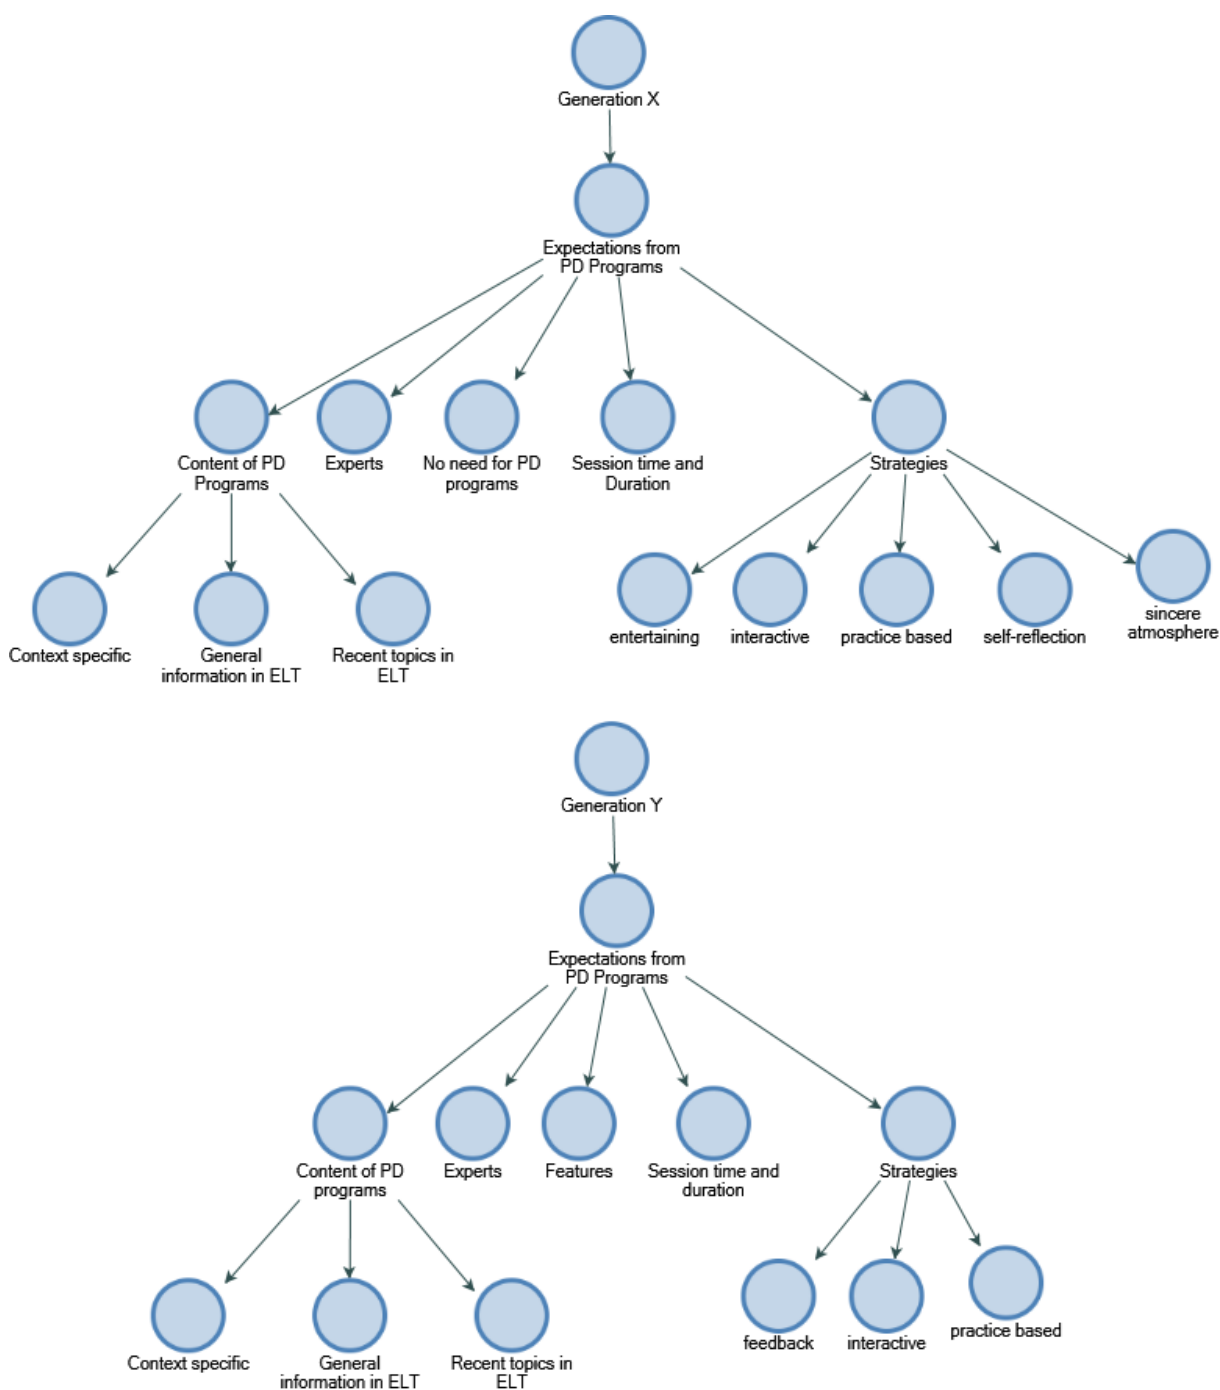 Generation X
Expectations from
PD Programs
Content of PD
Programs
Experts
No need for PD
programs
Session time and
Duration
Strategies
Context specific
General
information in ELT
Recent topics in
ELT
entertaining
interactive
practice based
self-reflection
sincere
atmosphere
Generation Y
Expectations from
PD Programs
Content of PD
programs
Experts
Features
Session time and
duration
Strategies
Context specific
General
information in ELT
Recent topics in
ELT
feedback
interactive
practice based